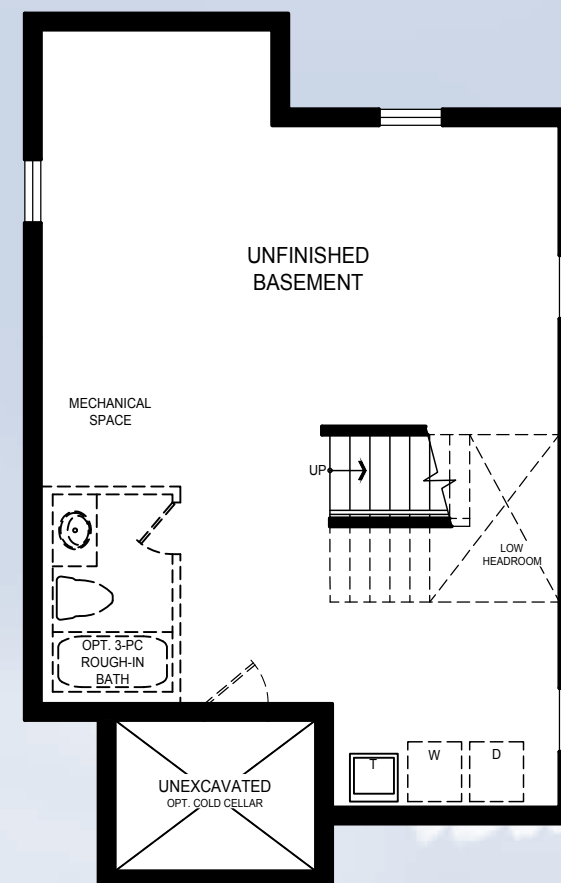 UNFINISHED
BASEMENT
MECHANICAL
SPACE
UP
LOW
HEADROOM
OPT. 3-PC
ROUGH-IN
BATH
T
W
D
UNEXCAVATED
OPT. COLD CELLAR